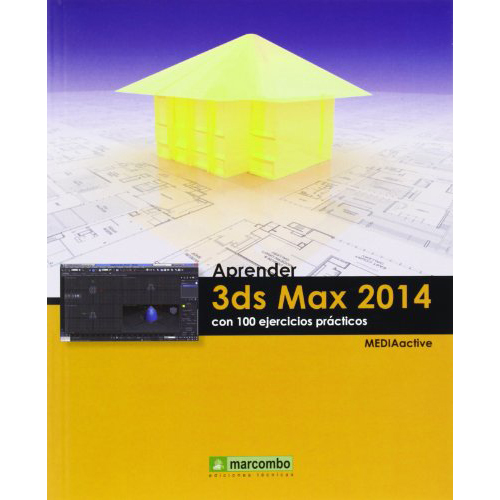 Aprender
3ds Max 2014
con 100 ejercicios prácticos
MEDIAactive
marcombo
ediciones técnicas